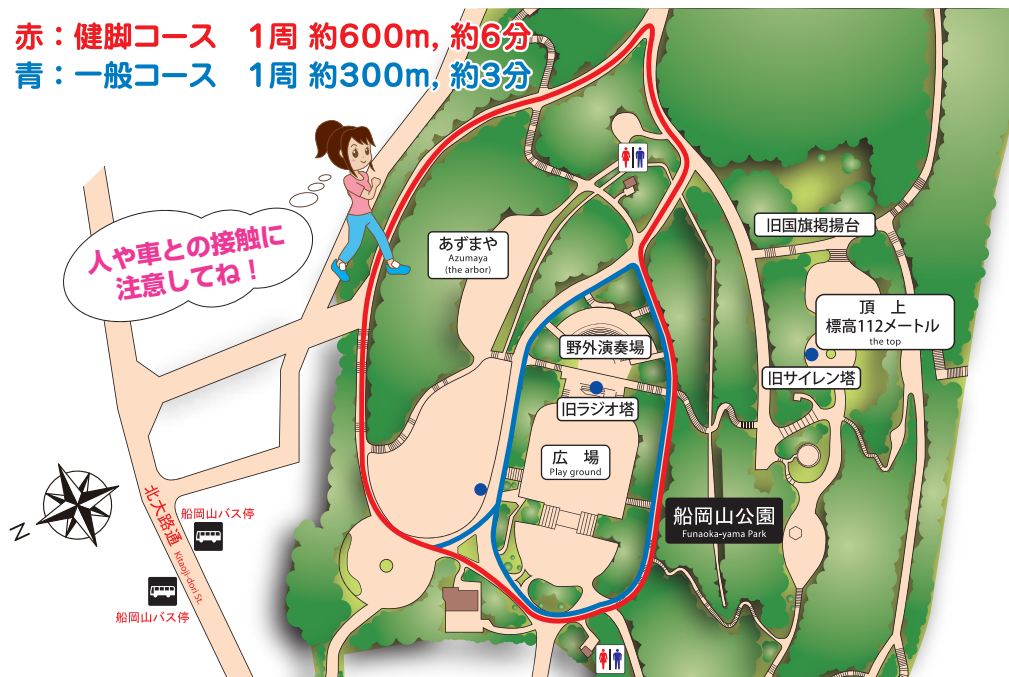 赤：健脚コース　1周 約600m, 約6分
青：一般コース　1周 約300m, 約3分
人や車との接触に
注意してね！
あずまや
Azumaya
(the arbor)
旧国旗掲揚台
頂　上
標高112メートル
the top
野外演奏場
旧サイレン塔
旧ラジオ塔
広　場
Play ground
船岡山公園
Funaoka-yama Park
N
北大路通
Kitaoji-dori St.
船岡山バス停
船岡山バス停